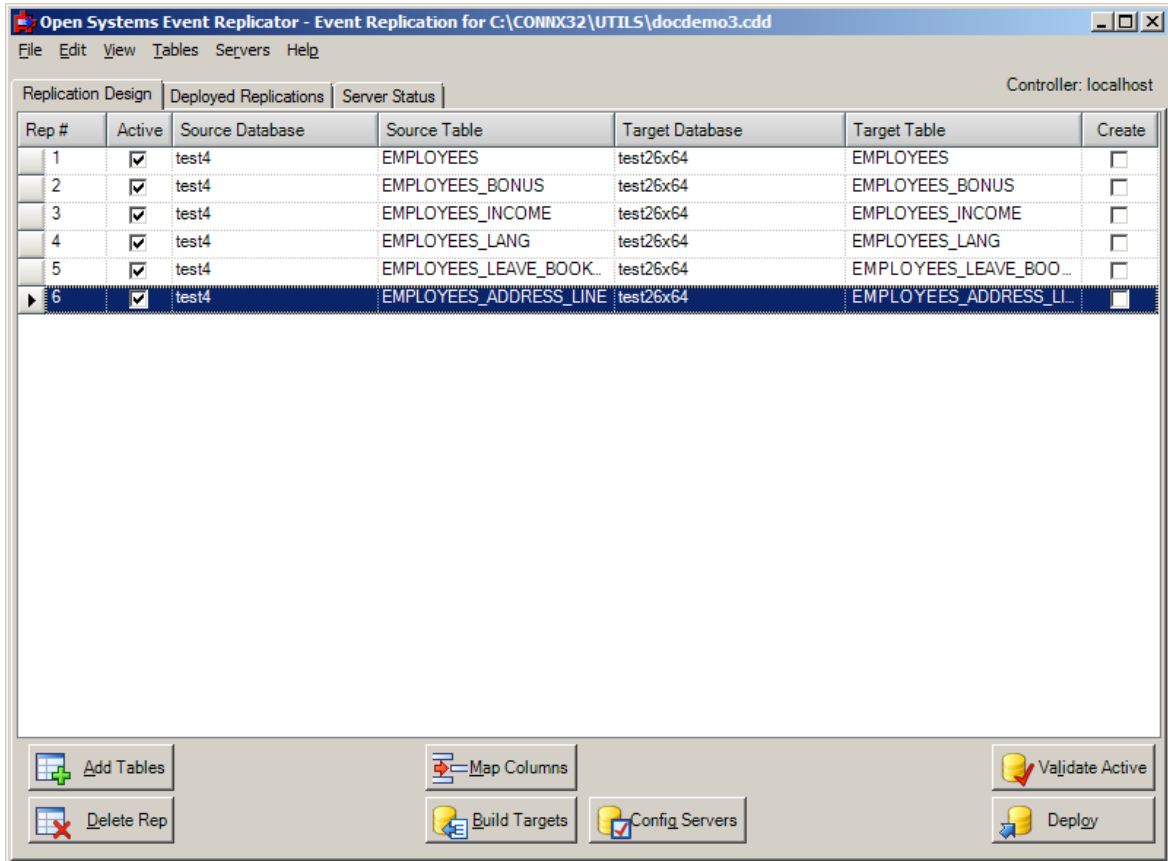 Open Systems Event Replicator - Event Replication for C:\CONNX32\UTILS\docdemo3.cdd
File Edit View Tables Servers Help
Controller: localhost
Replication Design Deployed Replications Server Status
Rep # Active Source Database Source Table Target Database Target Table Create
1 test4 EMPLOYEES test26x64 EMPLOYEES
2 test4 EMPLOYEES_BONUS test26x64 EMPLOYEES_BONUS
3 test4 EMPLOYEES_INCOME test26x64 EMPLOYEES_INCOME
4 test4 EMPLOYEES_LANG test26x64 EMPLOYEES_LANG
5 test4 EMPLOYEES_LEAVE_BOOK... test26x64 EMPLOYEES_LEAVE_BOO...
6 test4 EMPLOYEES_ADDRESS_LINE test26x64 EMPLOYEES_ADDRESS_LI...
Add Tables Map Columns Validate Active
Delete Rep Build Targets Config Servers Deploy